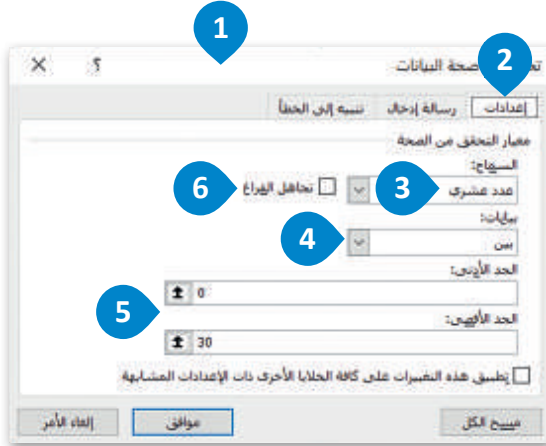 1
2
تح صحة البيانات ؟ ×
إعدادات رسالة إدخال تنبيه إلى الخطأ
معيار التحقق من الصحة
السماح:
عدد عشري 3 تجاهل الفراغ 6
بيانات:
بين 4
الحد الأدنى:
0
5
الحد الأقصى:
30
تطبيق هذه التغييرات على كافة الخلايا الأخرى ذات الإعدادات المشابهة
مسح الكل موافق إلغاء الأمر